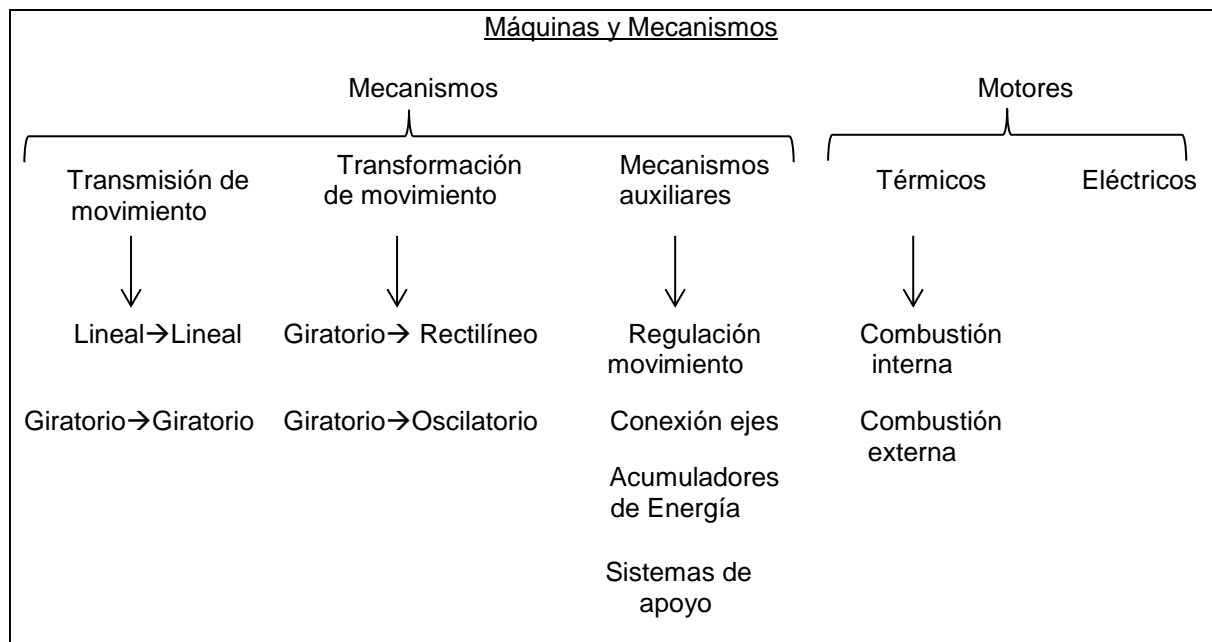 Máquinas y Mecanismos
Mecanismos
Motores
Transmisión de
movimiento
Transformación
de movimiento
Mecanismos
auxiliares
Térmicos
Eléctricos
Lineal→Lineal
Giratorio→Giratorio
Giratorio→ Rectilíneo
Giratorio→Oscilatorio
Regulación
movimiento
Conexión ejes
Acumuladores
de Energía
Sistemas de
apoyo
Combustión
interna
Combustión
externa